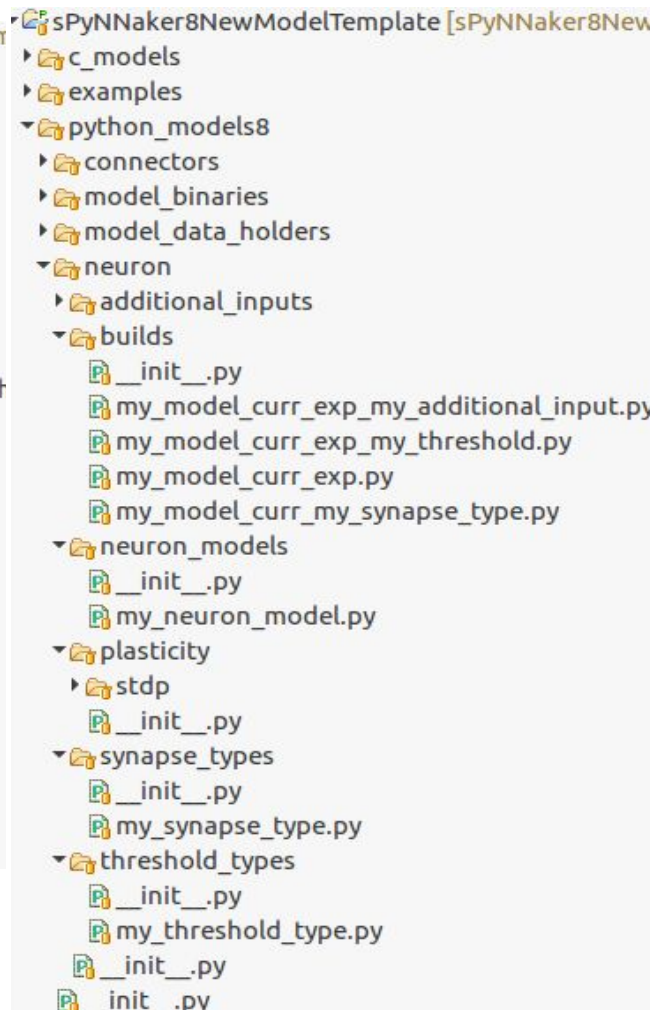 sPyNNaker8NewModelTemplate [sPyNNaker8New
c_models
examples
python_models8
connectors
model_binaries
model_data_holders
neuron
additional_inputs
builds
__init__.py
my_model_curr_exp_my_additional_input.py
my_model_curr_exp_my_threshold.py
my_model_curr_exp.py
my_model_curr_my_synapse_type.py
neuron_models
__init__.py
my_neuron_model.py
plasticity
stdp
__init__.py
synapse_types
__init__.py
my_synapse_type.py
threshold_types
__init__.py
my_threshold_type.py
__init__.py
__init__.py